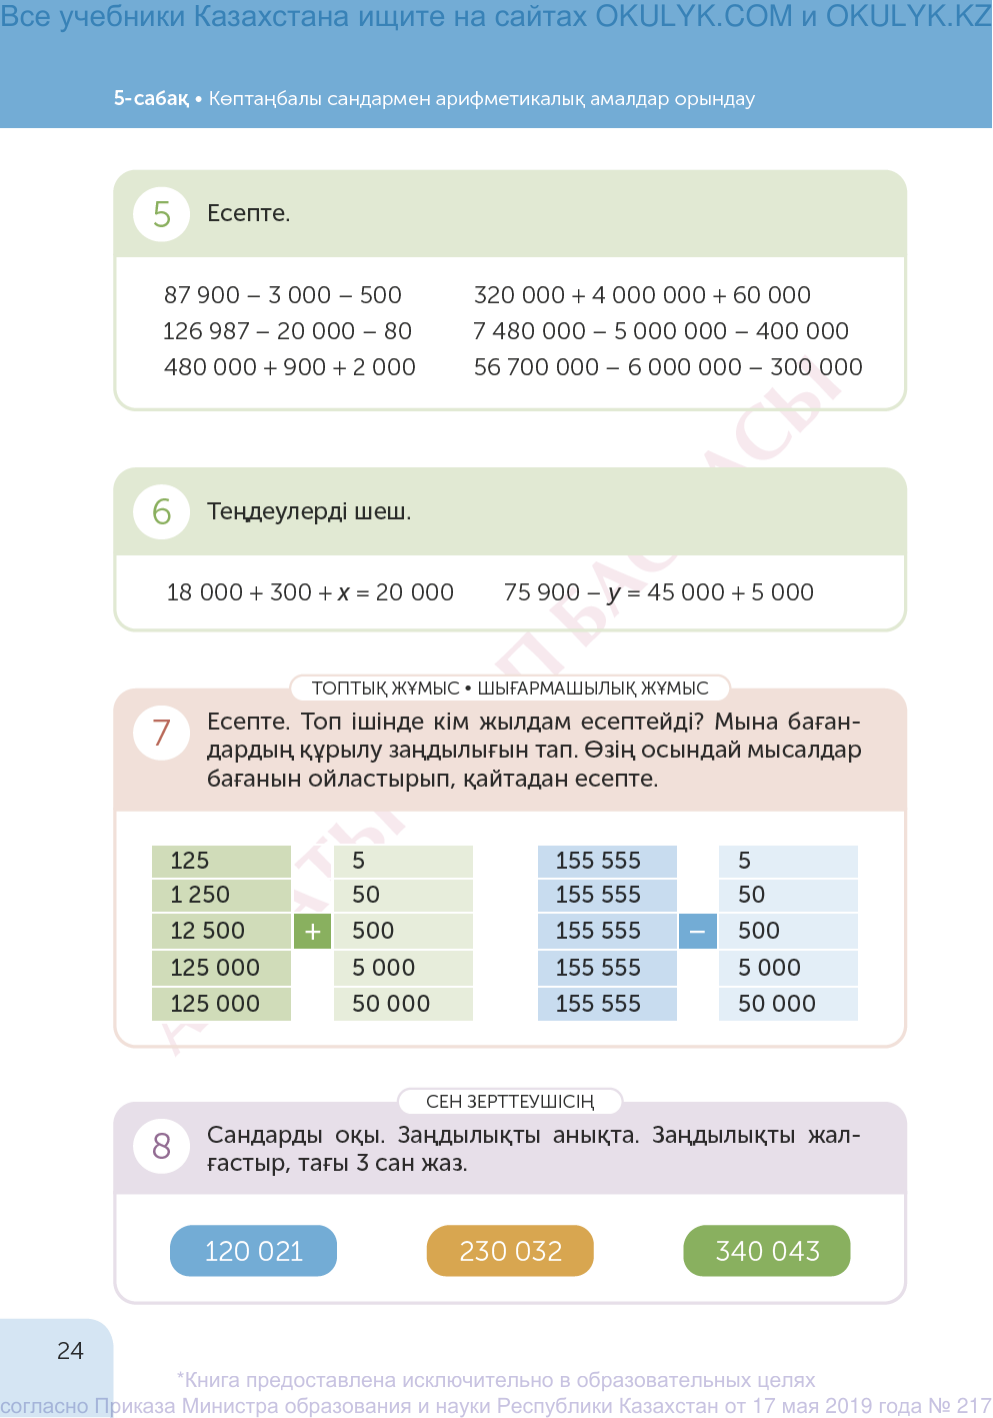 Все учебники Казахстана ищите на сайтах OKULYK.COM и OKULYK.KZ
5-сабақ • Көптаңбалы сандармен арифметикалық амалдар орындау
5 Есепте.
87 900 – 3 000 – 500 320 000 + 4 000 000 + 60 000
126 987 – 20 000 – 80 7 480 000 – 5 000 000 – 400 000
480 000 + 900 + 2 000 56 700 000 – 6 000 000 – 300 000
6 Теңдеулерді шеш.
18 000 + 300 + x = 20 000 75 900 – y = 45 000 + 5 000
ТОПТЫҚ ЖҰМЫС • ШЫҒАРМАШЫЛЫҚ ЖҰМЫС
7 Есепте. Топ ішінде кім жылдам есептейді? Мына баған-
дардың құрылу заңдылығын тап. Өзің осындай мысалдар
бағанын ойластырып, қайтадан есепте.
125 5 155 555 5
1 250 50 155 555 50
12 500 + 500 155 555 – 500
125 000 5 000 155 555 5 000
125 000 50 000 155 555 50 000
СЕН ЗЕРТТЕУШІСІҢ
8 Сандарды оқы. Заңдылықты анықта. Заңдылықты жал-
ғастыр, тағы 3 сан жаз.
120 021 230 032 340 043
24
*Книга предоставлена исключительно в образовательных целях
согласно Приказа Министра образования и науки Республики Казахстан от 17 мая 2019 года № 217